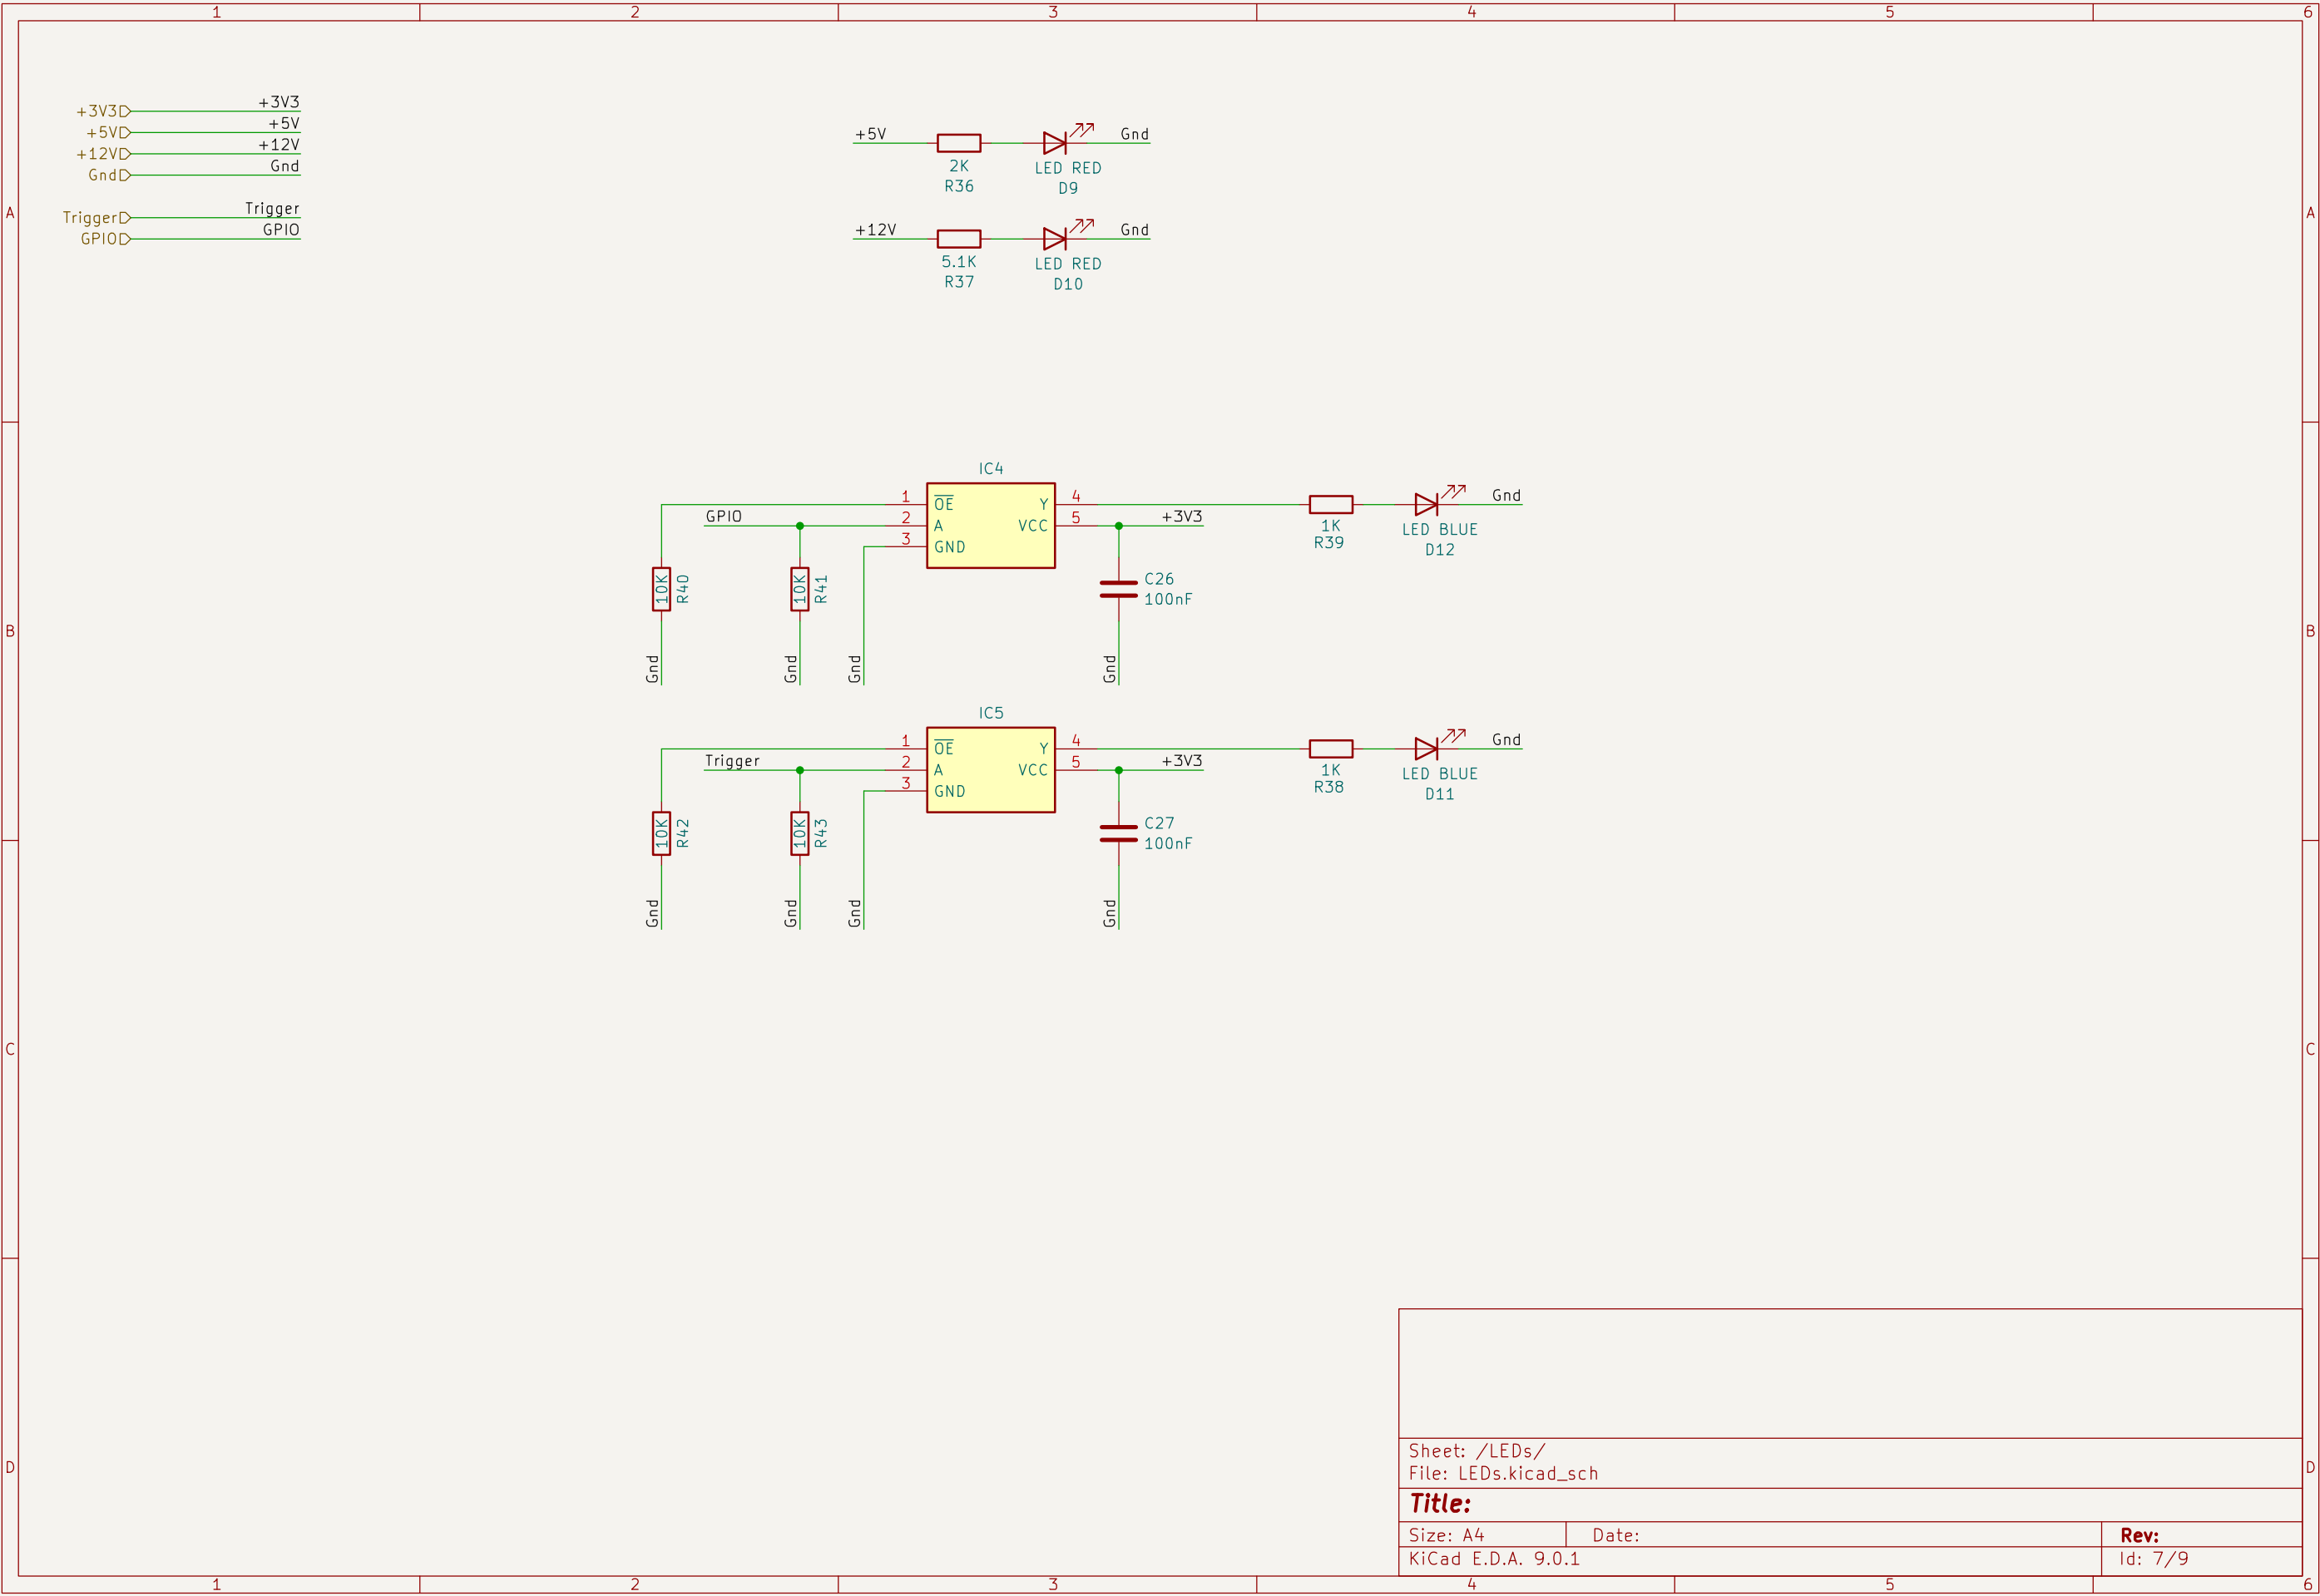 1 2 3 4 5 6
+3V3 +3V3
+5V +5V
+12V +12V
Gnd Gnd
Trigger Trigger
GPIO GPIO
+5V Gnd
2K LED RED
R36 D9
A A
+12V Gnd
5.1K LED RED
R37 D10
IC4
1 OE Y 4 Gnd
GPIO 2 A VCC 5 +3V3 1K LED BLUE
3 GND R39 D12
10K R40 10K R41 C26
100nF
B B
Gnd Gnd Gnd Gnd
IC5
1 OE Y 4 Gnd
Trigger 2 A VCC 5 +3V3 1K LED BLUE
3 GND R38 D11
10K R42 10K R43 C27
100nF
Gnd Gnd Gnd Gnd
C C
Sheet: /LEDs/
D D
File: LEDs.kicad_sch
Title:
Size: A4 Date: Rev:
KiCad E.D.A. 9.0.1 Id: 7/9
1 2 3 4 5 6